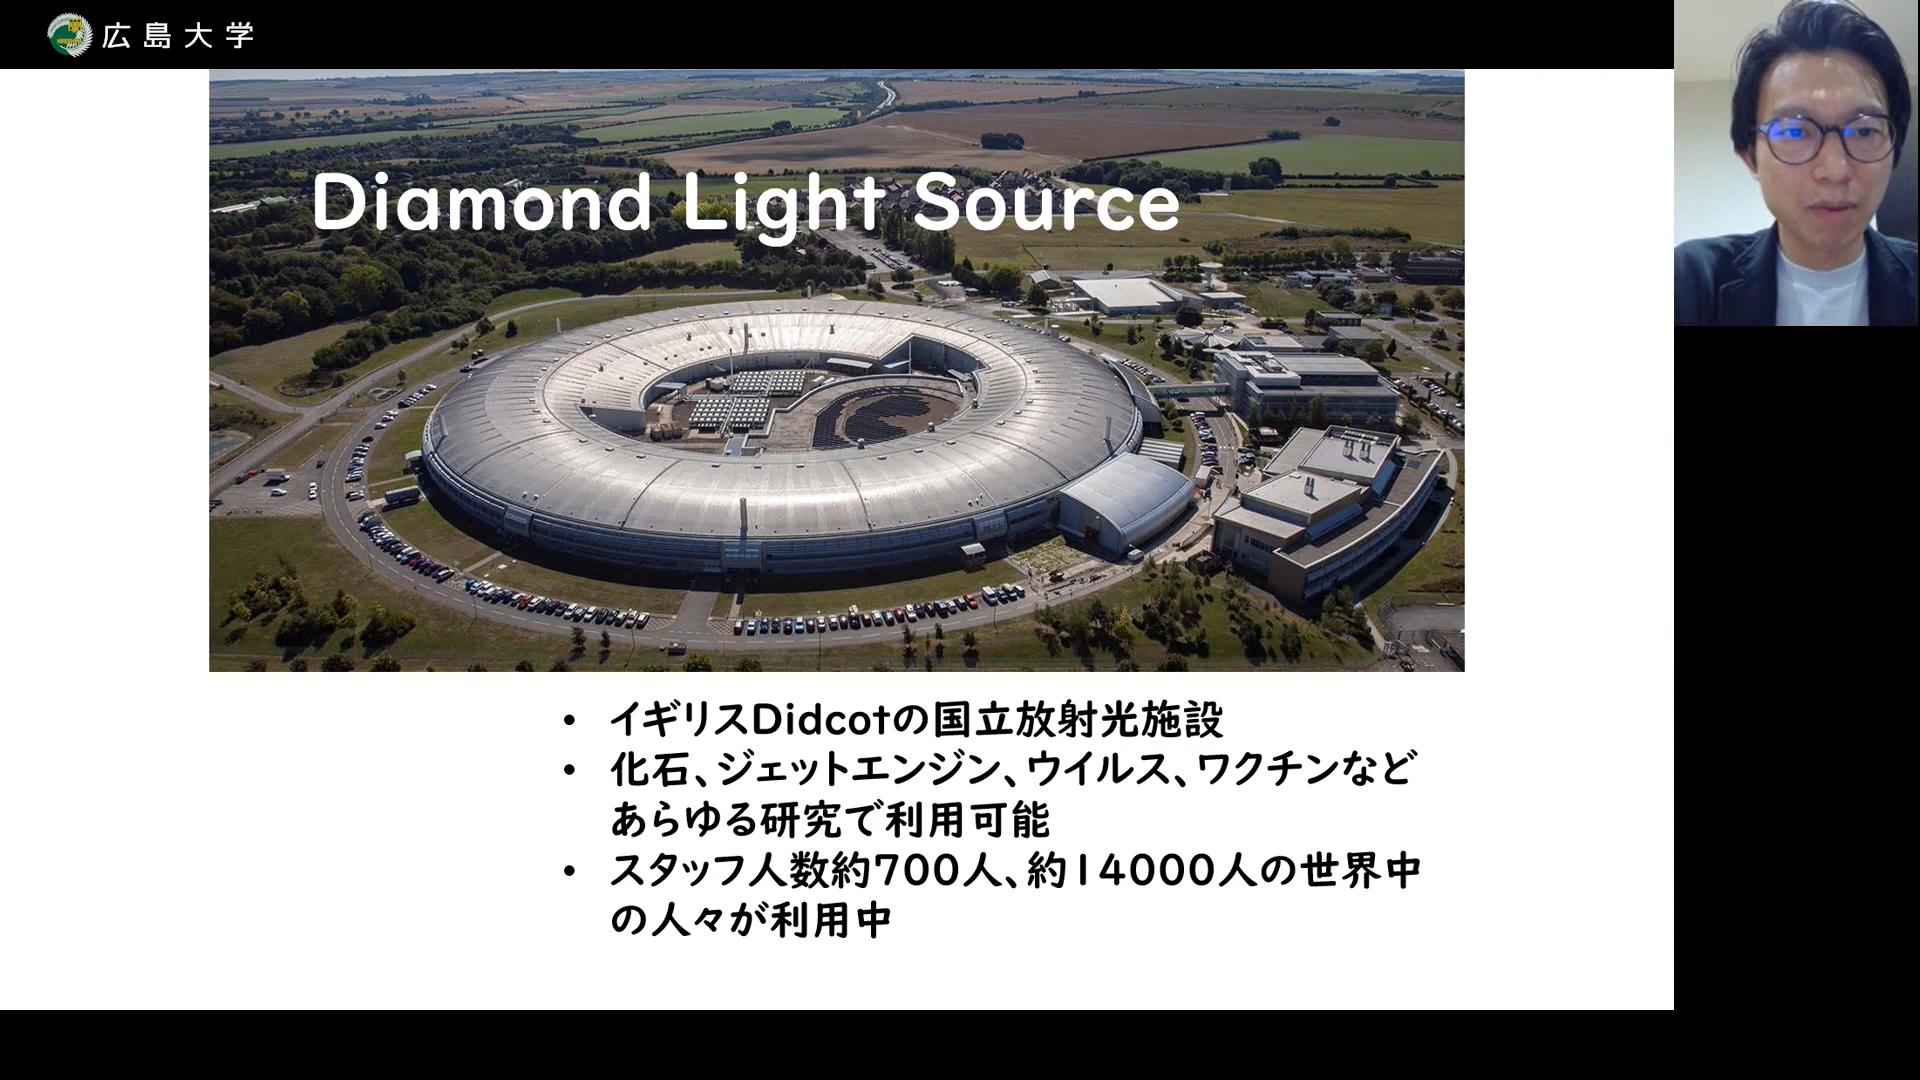 広島大学
Diamond Light Source
• イギリスDidcotの国立放射光施設
• 化石、ジェットエンジン、ウイルス、ワクチンなど
あらゆる研究で利用可能
• スタッフ人数約700人、約14000人の世界中
の人々が利用中